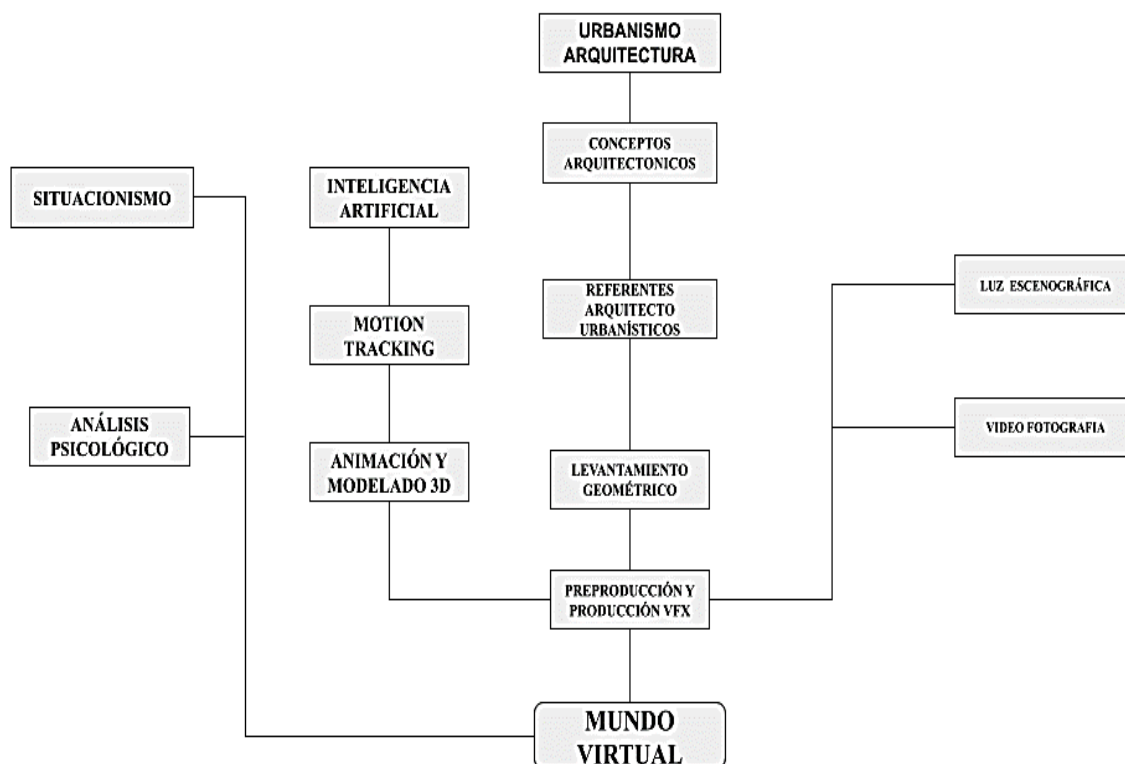 URBANISMO
ARQUITECTURA
CONCEPTOS
ARQUITECTONICOS
SITUACIONISMO
INTELIGENCIA
ARTIFICIAL
LUZ ESCENOGRÁFICA
REFERENTES
ARQUITECTO
URBANÍSTICOS
MOTION
TRACKING
ANÁLISIS
PSICOLÓGICO
VIDEO FOTOGRAFIA
ANIMACIÓN Y
MODELADO 3D
LEVANTAMIENTO
GEOMÉTRICO
PREPRODUCCIÓN Y
PRODUCCIÓN VFX
MUNDO
VIRTUAL